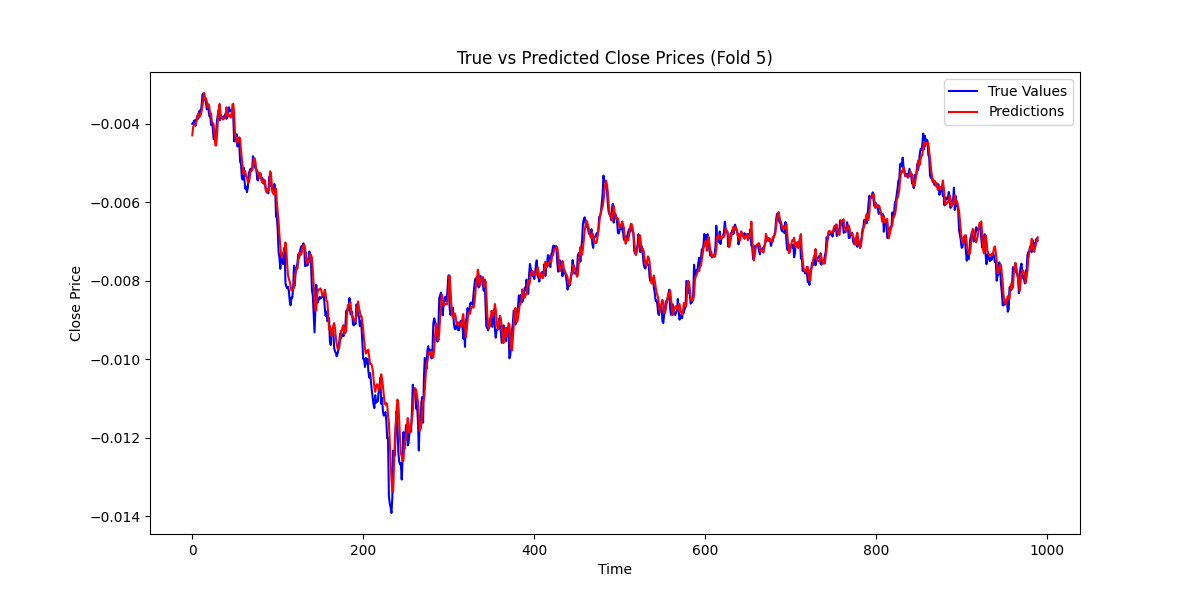 True vs Predicted Close Prices (Fold 5)
True Values
Predictions
Close Price
−0.004
−0.006
−0.008
−0.010
−0.012
−0.014
0 200 400 600 800 1000
Time